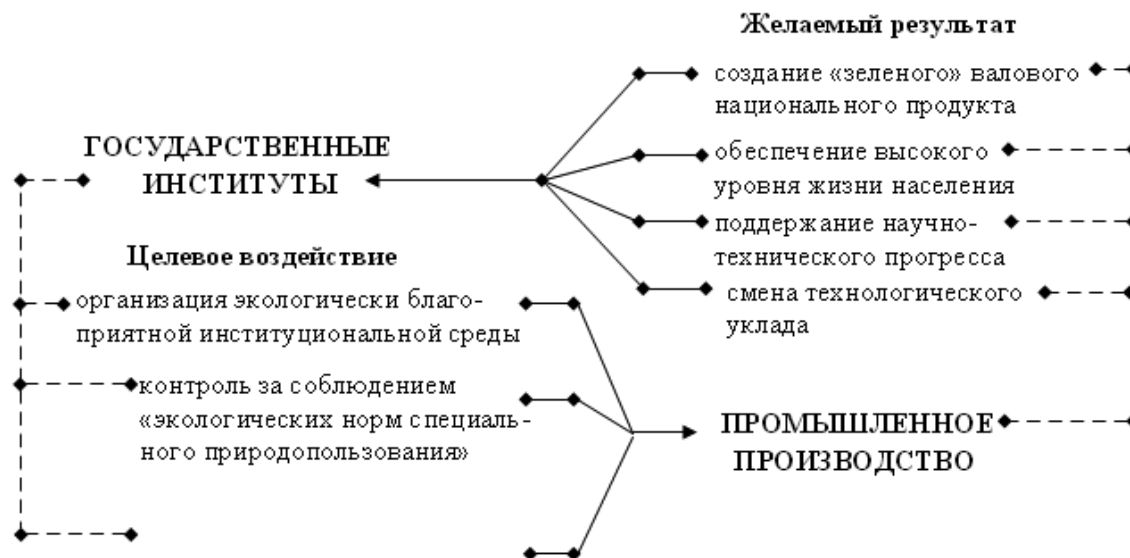 Желаемый результат
создание «зеленого» валового
национального продукта
ГОСУДАРСТВЕННЫЕ
ИНСТИТУТЫ
обеспечение высокого
уровня жизни населения
поддержание научно-
технического прогресса
Целевое воздействие
смена технологического
уклада
организация экологически благо-
приятной институциональной среды
контроль за соблюдением
«экологических норм специаль-
ного природопользования»
ПРОМЫШЛЕННОЕ
ПРОИЗВОДСТВО